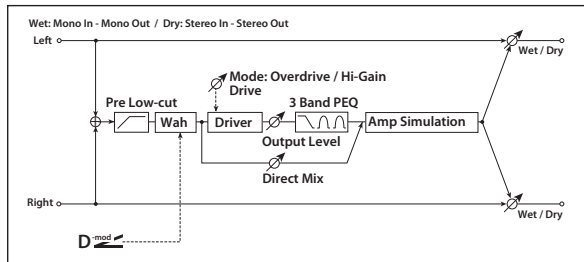 Wet: Mono In - Mono Out / Dry: Stereo In - Stereo Out
Left
Wet / Dry
Mode: Overdrive / Hi-Gain
Drive
Pre Low-cut
3 Band PEQ
Wah
Driver
Amp Simulation
Output Level
Direct Mix
Right
Wet / Dry
D-mod